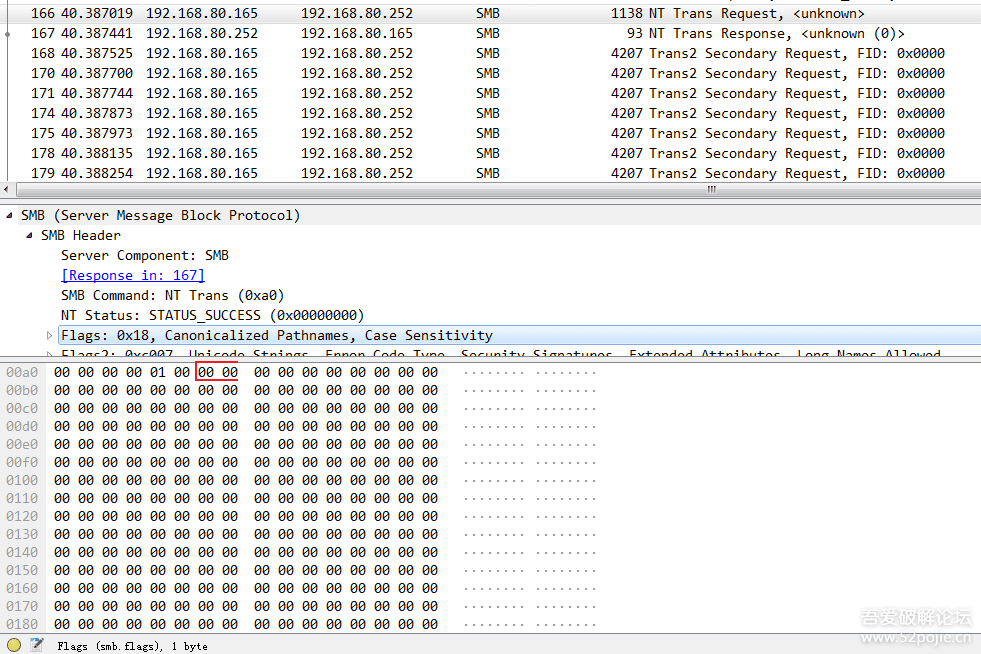 166 40.387019 192.168.80.165 192.168.80.252 SMB 1138 NT Trans Request, <unknown>
167 40.387441 192.168.80.252 192.168.80.165 SMB 93 NT Trans Response, <unknown (0)>
168 40.387525 192.168.80.165 192.168.80.252 SMB 4207 Trans2 Secondary Request, FID: 0x0000
170 40.387700 192.168.80.165 192.168.80.252 SMB 4207 Trans2 Secondary Request, FID: 0x0000
171 40.387744 192.168.80.165 192.168.80.252 SMB 4207 Trans2 Secondary Request, FID: 0x0000
174 40.387873 192.168.80.165 192.168.80.252 SMB 4207 Trans2 Secondary Request, FID: 0x0000
175 40.387973 192.168.80.165 192.168.80.252 SMB 4207 Trans2 Secondary Request, FID: 0x0000
178 40.388135 192.168.80.165 192.168.80.252 SMB 4207 Trans2 Secondary Request, FID: 0x0000
179 40.388254 192.168.80.165 192.168.80.252 SMB 4207 Trans2 Secondary Request, FID: 0x0000
SMB (Server Message Block Protocol)
SMB Header
Server Component: SMB
[Response in: 167]
SMB Command: NT Trans (0xa0)
NT Status: STATUS_SUCCESS (0x00000000)
Flags: 0x18, Canonicalized Pathnames, Case Sensitivity
Flags2: 0xc007, Unicode Strings, Error Code Type, Security Signatures, Extended Attributes, Long Names Allowed
00a0 00 00 00 00 01 00 00 00 00 00 00 00 00 00 00 00 ........ ........
00b0 00 00 00 00 00 00 00 00 00 00 00 00 00 00 00 00 ........ ........
00c0 00 00 00 00 00 00 00 00 00 00 00 00 00 00 00 00 ........ ........
00d0 00 00 00 00 00 00 00 00 00 00 00 00 00 00 00 00 ........ ........
00e0 00 00 00 00 00 00 00 00 00 00 00 00 00 00 00 00 ........ ........
00f0 00 00 00 00 00 00 00 00 00 00 00 00 00 00 00 00 ........ ........
0100 00 00 00 00 00 00 00 00 00 00 00 00 00 00 00 00 ........ ........
0110 00 00 00 00 00 00 00 00 00 00 00 00 00 00 00 00 ........ ........
0120 00 00 00 00 00 00 00 00 00 00 00 00 00 00 00 00 ........ ........
0130 00 00 00 00 00 00 00 00 00 00 00 00 00 00 00 00 ........ ........
0140 00 00 00 00 00 00 00 00 00 00 00 00 00 00 00 00 ........ ........
0150 00 00 00 00 00 00 00 00 00 00 00 00 00 00 00 00 ........ ........
0160 00 00 00 00 00 00 00 00 00 00 00 00 00 00 00 00 ........ ........
0170 00 00 00 00 00 00 00 00 00 00 00 00 00 00 00 00 ........ ........
0180 00 00 00 00 00 00 00 00 00 00 00 00 00 00 00 00 ........ ........
吾爱破解论坛
www.52pojie.cn
Flags (smb.flags), 1 byte